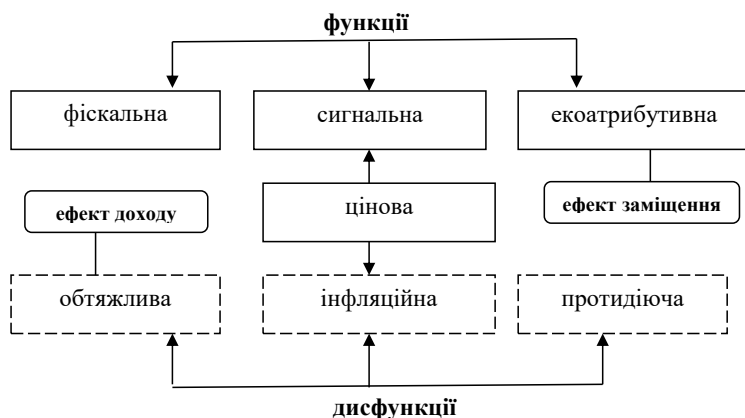 функції
фіскальна
сигнальна
екоатрибутивна
ефект доходу
цінова
ефект заміщення
обтяжлива
інфляційна
протидіюча
дисфункції